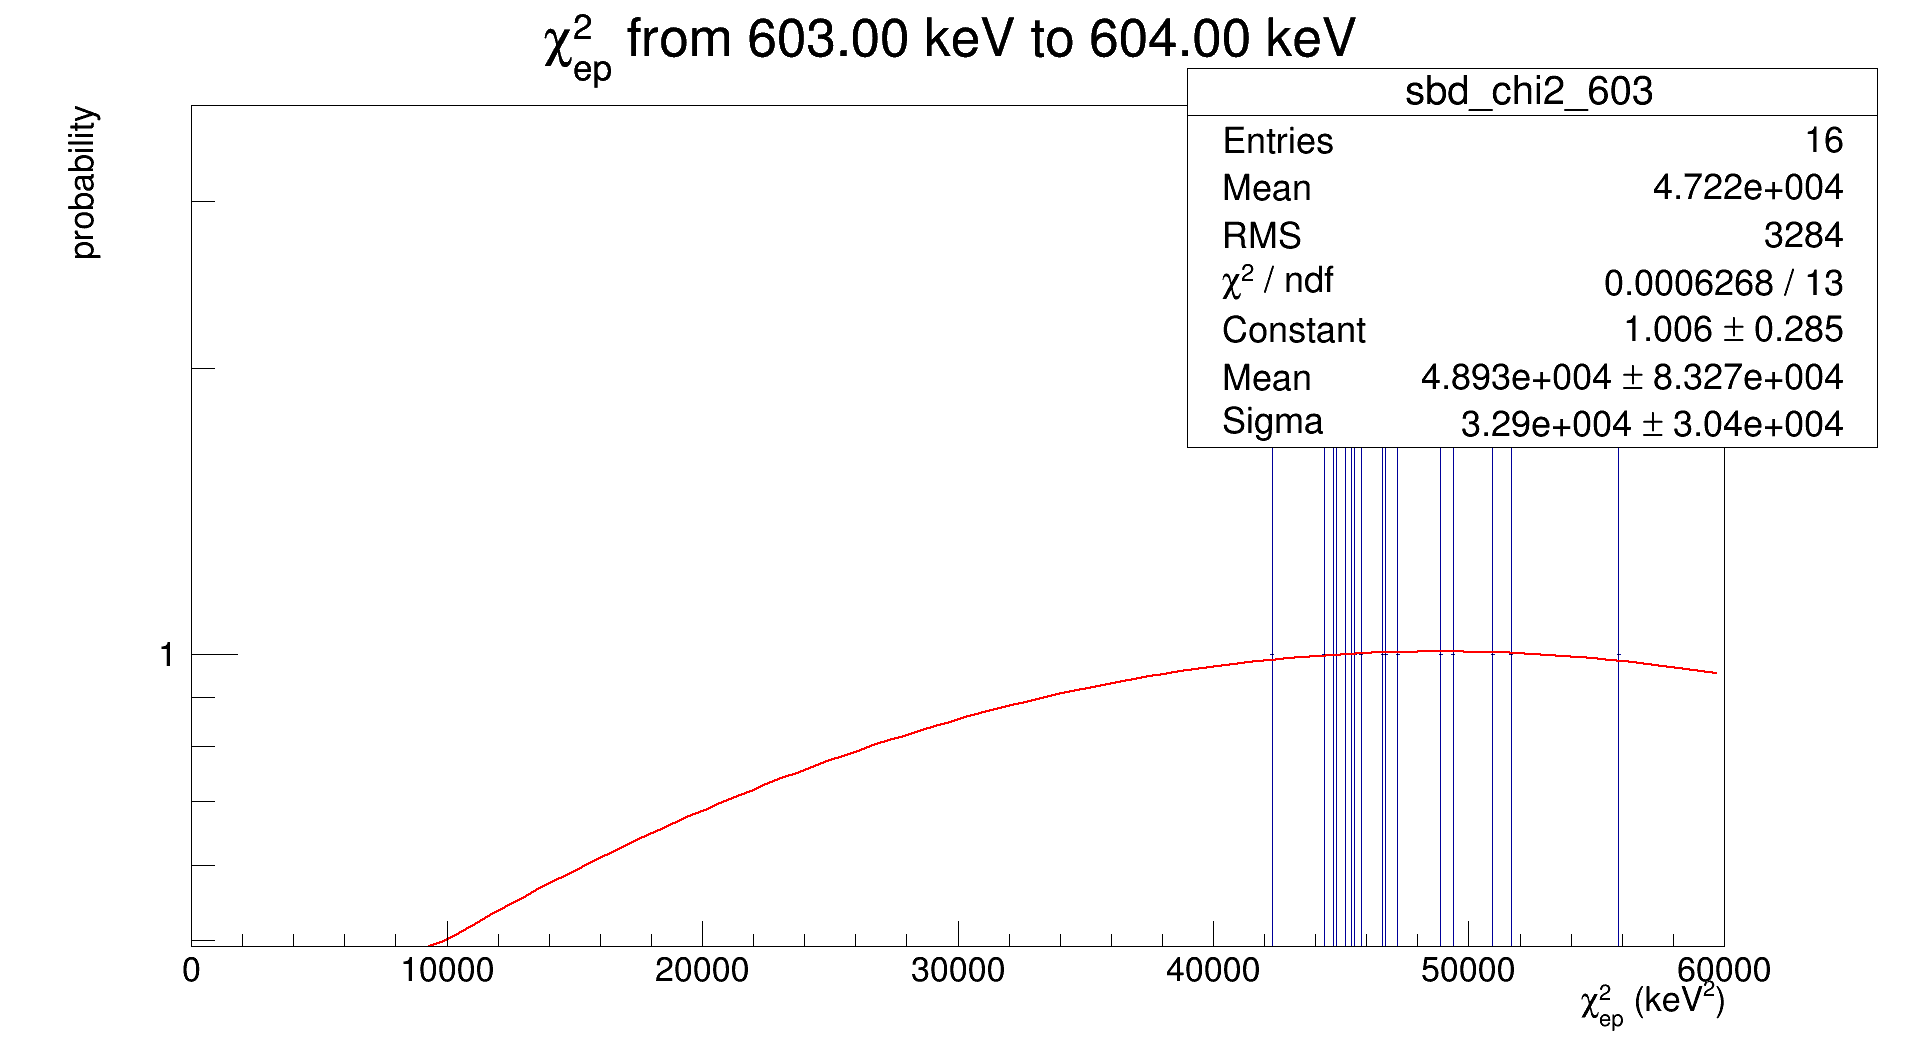 χ²ep from 603.00 keV to 604.00 keV
probability
sbd_chi2_603
Entries 16
Mean 4.722e+004
RMS 3284
χ² / ndf 0.0006268 / 13
Constant 1.006 ± 0.285
Mean 4.893e+004 ± 8.327e+004
Sigma 3.29e+004 ± 3.04e+004
1
0 10000 20000 30000 40000 50000 60000
χ²ep (keV²)